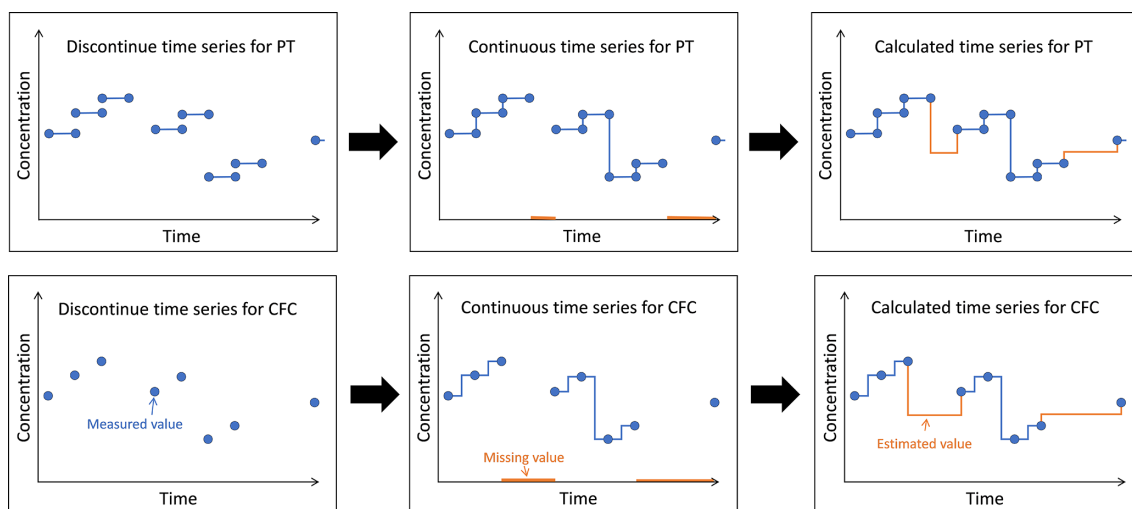 Discontinue time series for PT
Concentration
Time
Continuous time series for PT
Concentration
Time
Calculated time series for PT
Concentration
Time
Discontinue time series for CFC
Concentration
Measured value
Time
Continuous time series for CFC
Concentration
Missing value
Time
Calculated time series for CFC
Concentration
Estimated value
Time